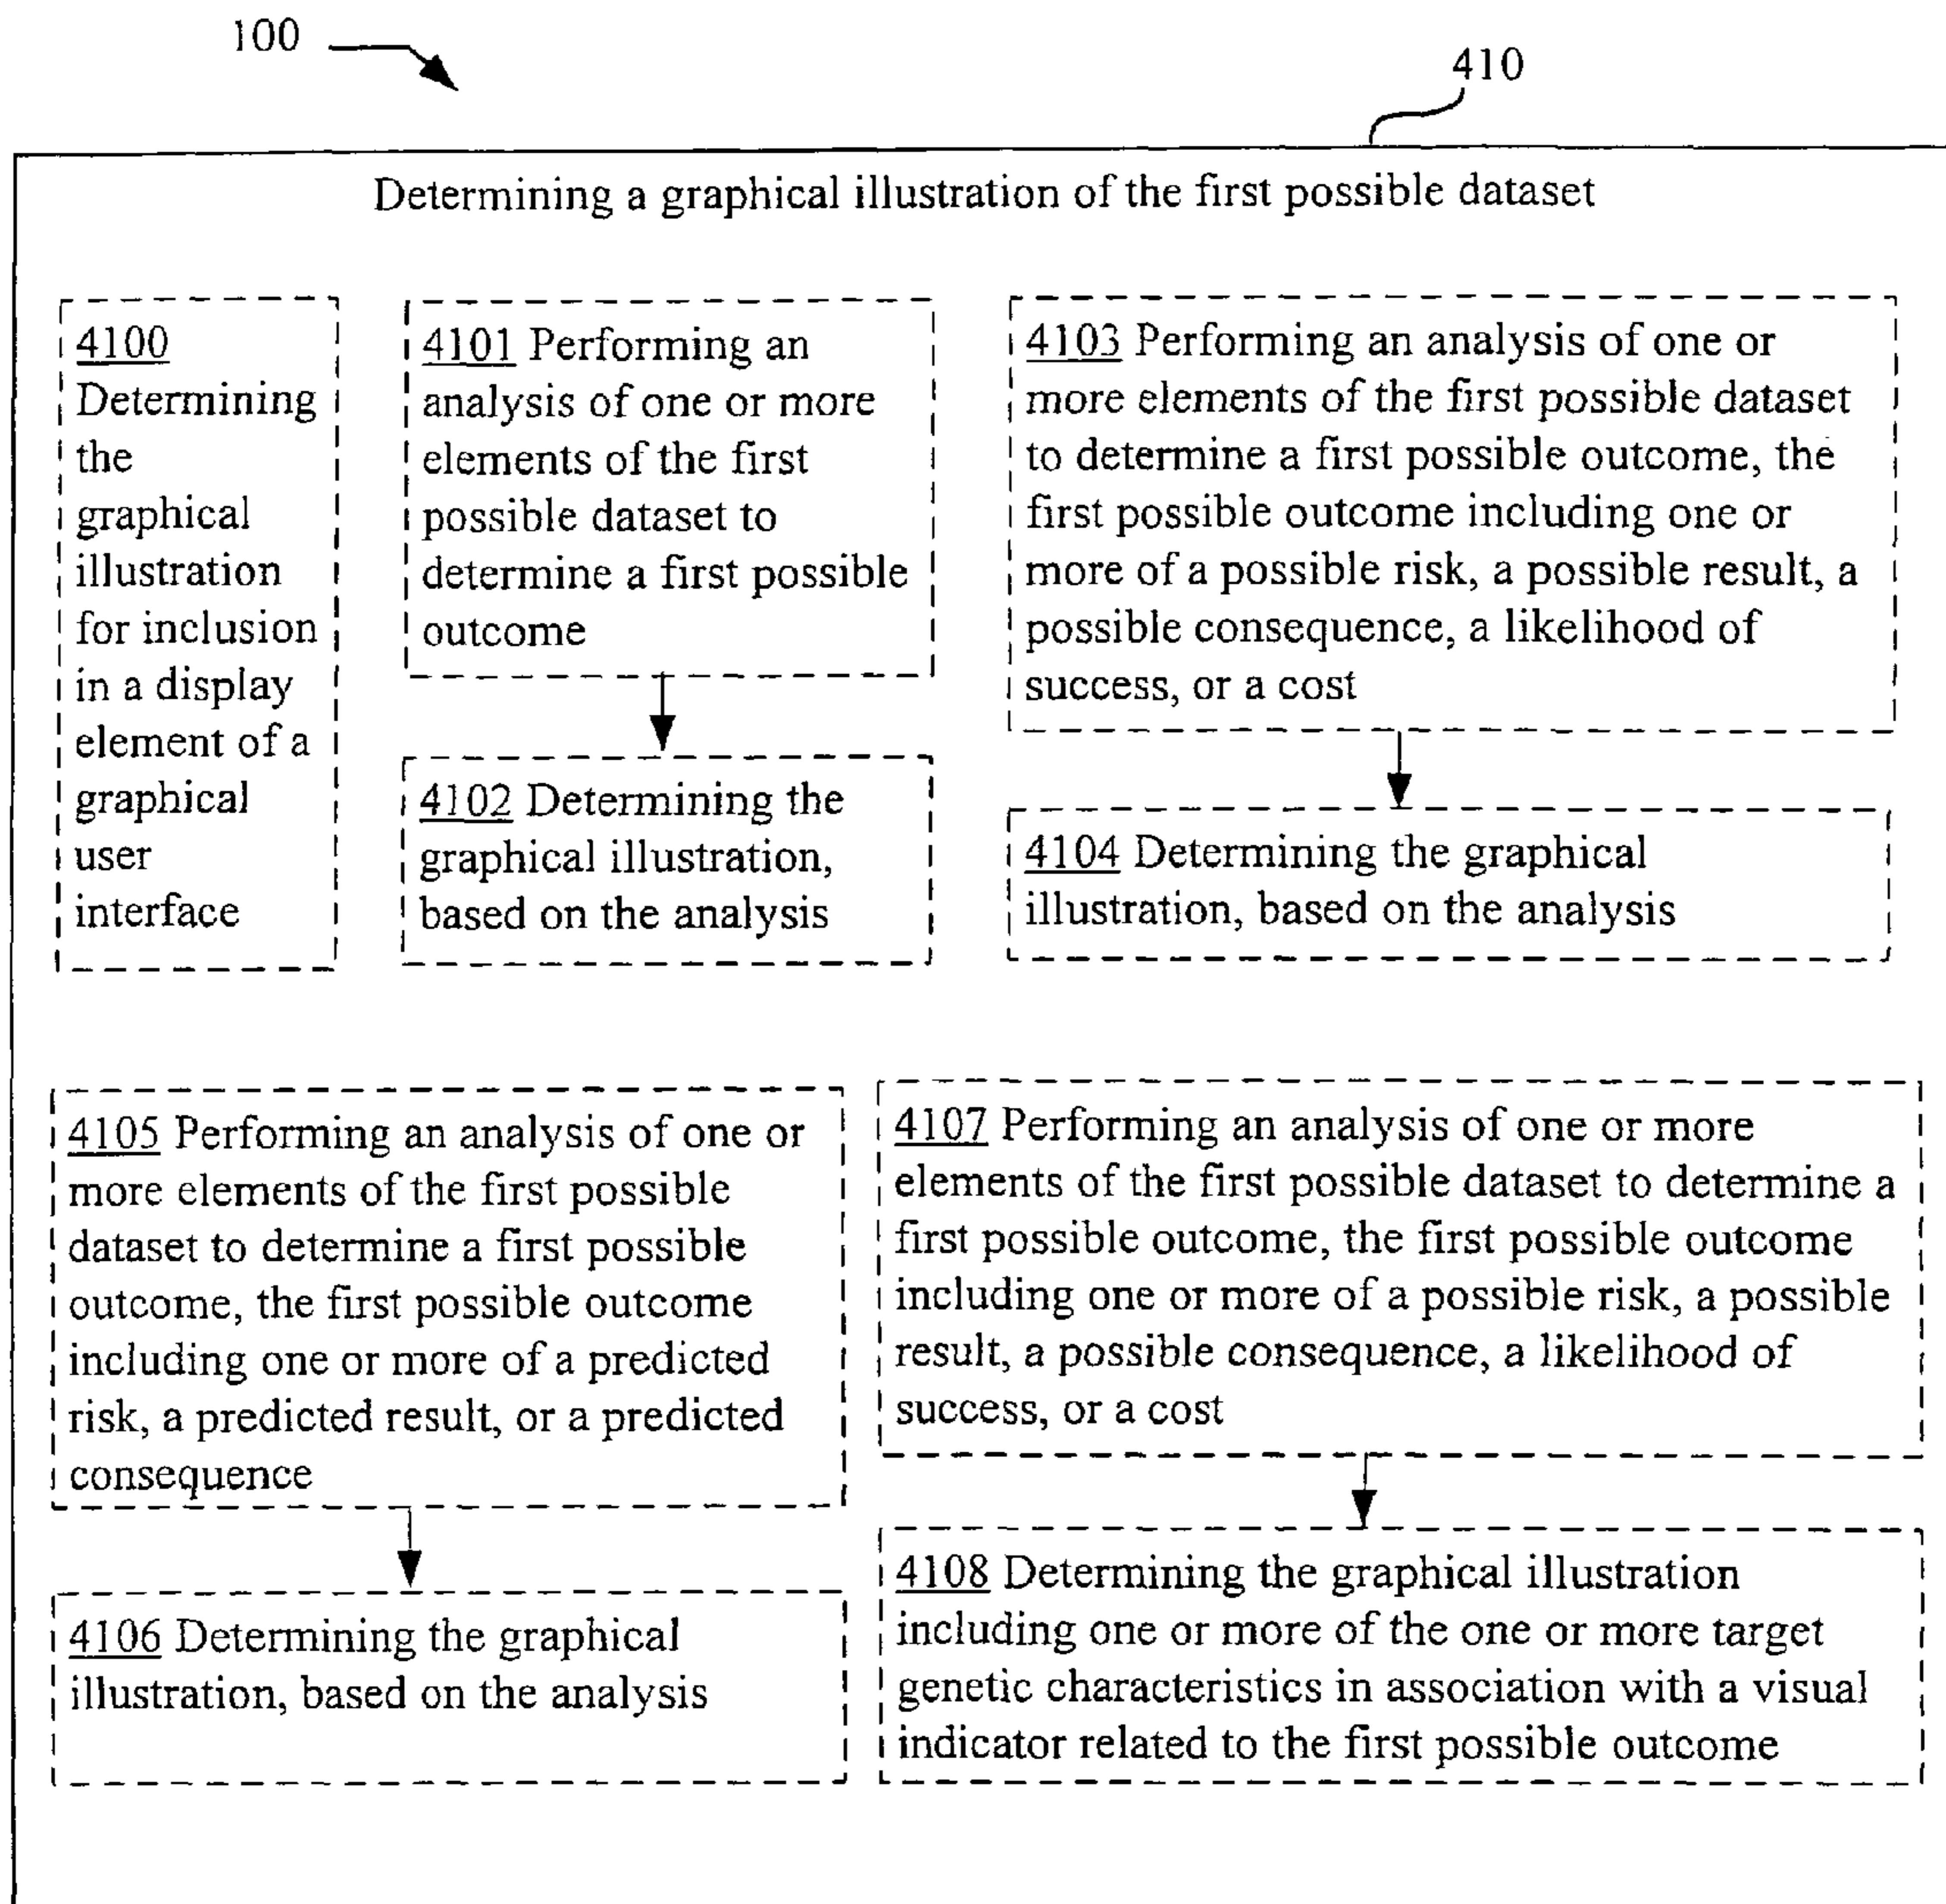 100
410
Determining a graphical illustration of the first possible dataset
4100
Determining
the
graphical
illustration
for inclusion
in a display
element of a
graphical
user
interface
4101 Performing an
analysis of one or more
elements of the first
possible dataset to
determine a first possible
outcome
4102 Determining the
graphical illustration,
based on the analysis
4103 Performing an analysis of one or
more elements of the first possible dataset
to determine a first possible outcome, the
first possible outcome including one or
more of a possible risk, a possible result, a
possible consequence, a likelihood of
success, or a cost
4104 Determining the graphical
illustration, based on the analysis
4105 Performing an analysis of one or
more elements of the first possible
dataset to determine a first possible
outcome, the first possible outcome
including one or more of a predicted
risk, a predicted result, or a predicted
consequence
4106 Determining the graphical
illustration, based on the analysis
4107 Performing an analysis of one or more
elements of the first possible dataset to determine a
first possible outcome, the first possible outcome
including one or more of a possible risk, a possible
result, a possible consequence, a likelihood of
success, or a cost
4108 Determining the graphical illustration
including one or more of the one or more target
genetic characteristics in association with a visual
indicator related to the first possible outcome